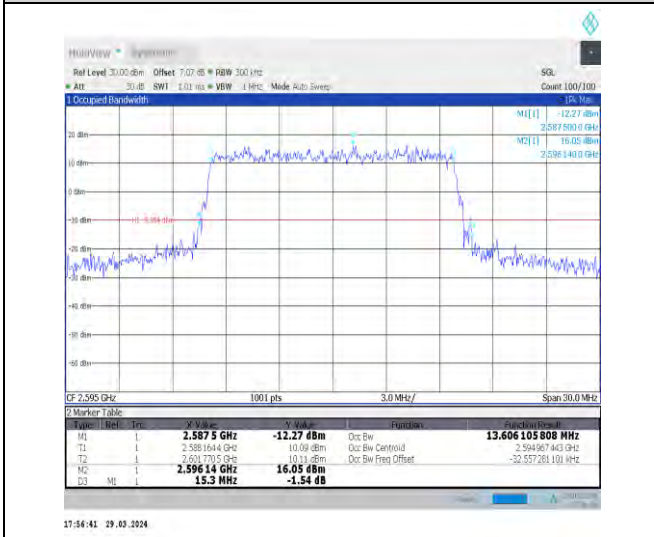 MultiView
Ref Level 30.00 dBm Offset 7.07 dB RBW 300 kHz SGL
Att 30 dB SWT 1.01 ms VBW 1 MHz Mode Auto Sweep Count 100/100
1 Occupied Bandwidth 1Pk Max
M1[1] -12.27 dBm
2.587 500 0 GHz
M2[1] 16.05 dBm
2.596 140 0 GHz
20 dBm
10 dBm
0 dBm
-10 dBm
-20 dBm
-30 dBm
-40 dBm
-50 dBm
-60 dBm
CF 2.595 GHz 1001 pts 3.0 MHz/ Span 30.0 MHz
2 Marker Table
Type Ref Trc X-Value Y-Value Function Function Result
M1 1 2.587 5 GHz -12.27 dBm Occ Bw 13.606 105 808 MHz
T1 1 2.588 164 4 GHz 10.09 dBm Occ Bw Centroid 2.594 967 443 GHz
T2 1 2.601 770 5 GHz 10.11 dBm Occ Bw Freq Offset -32.557 281 101 kHz
M2 1 2.596 14 GHz 16.05 dBm
D3 M1 1 15.3 MHz -1.54 dB
17:56:41 29.03.2024